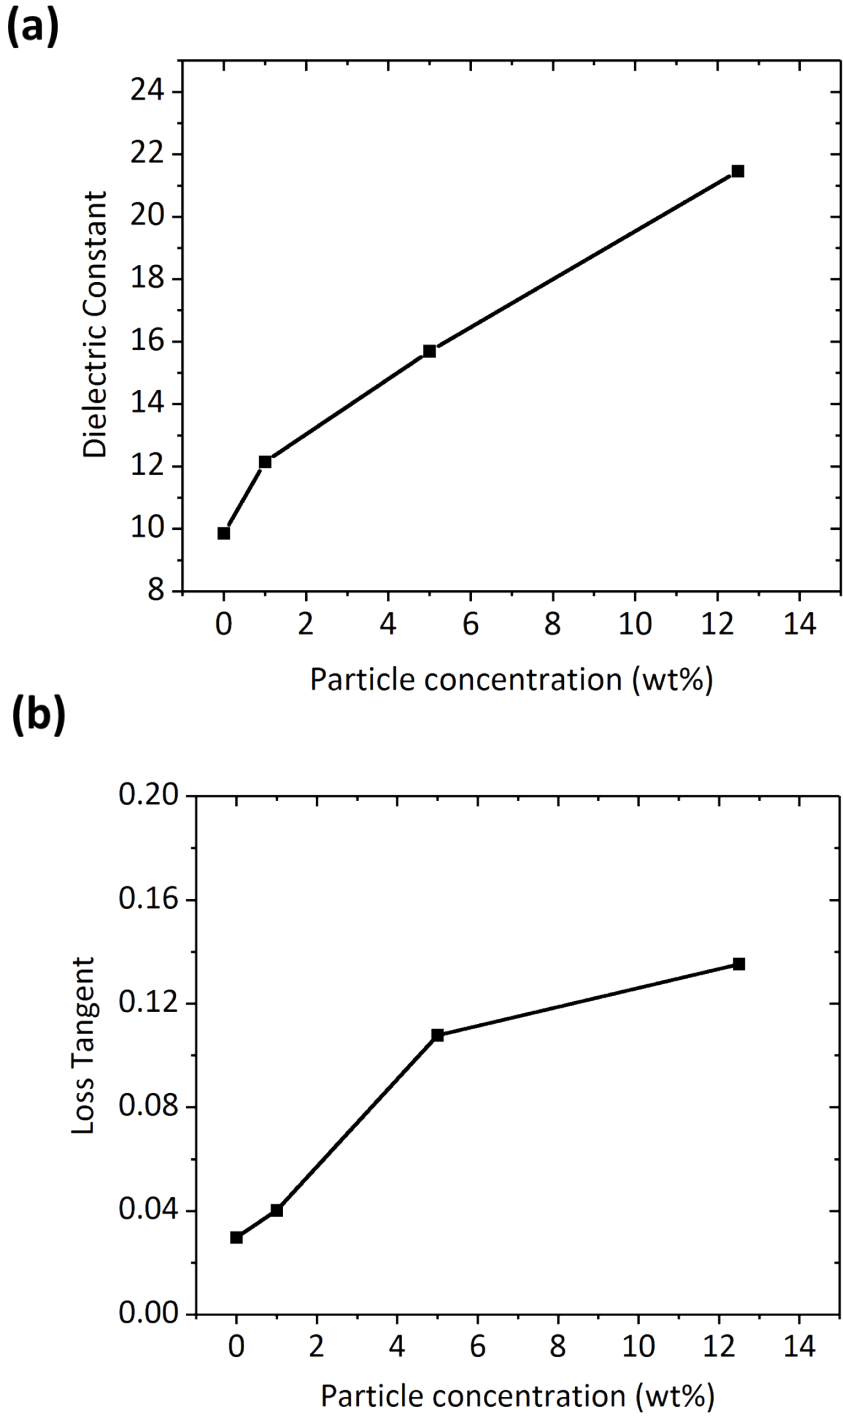 (a)
24
22
20
18
16
14
12
10
8
Dielectric Constant
0 2 4 6 8 10 12 14
Particle concentration (wt%)
(b)
0.20
0.16
0.12
0.08
0.04
0.00
Loss Tangent
0 2 4 6 8 10 12 14
Particle concentration (wt%)